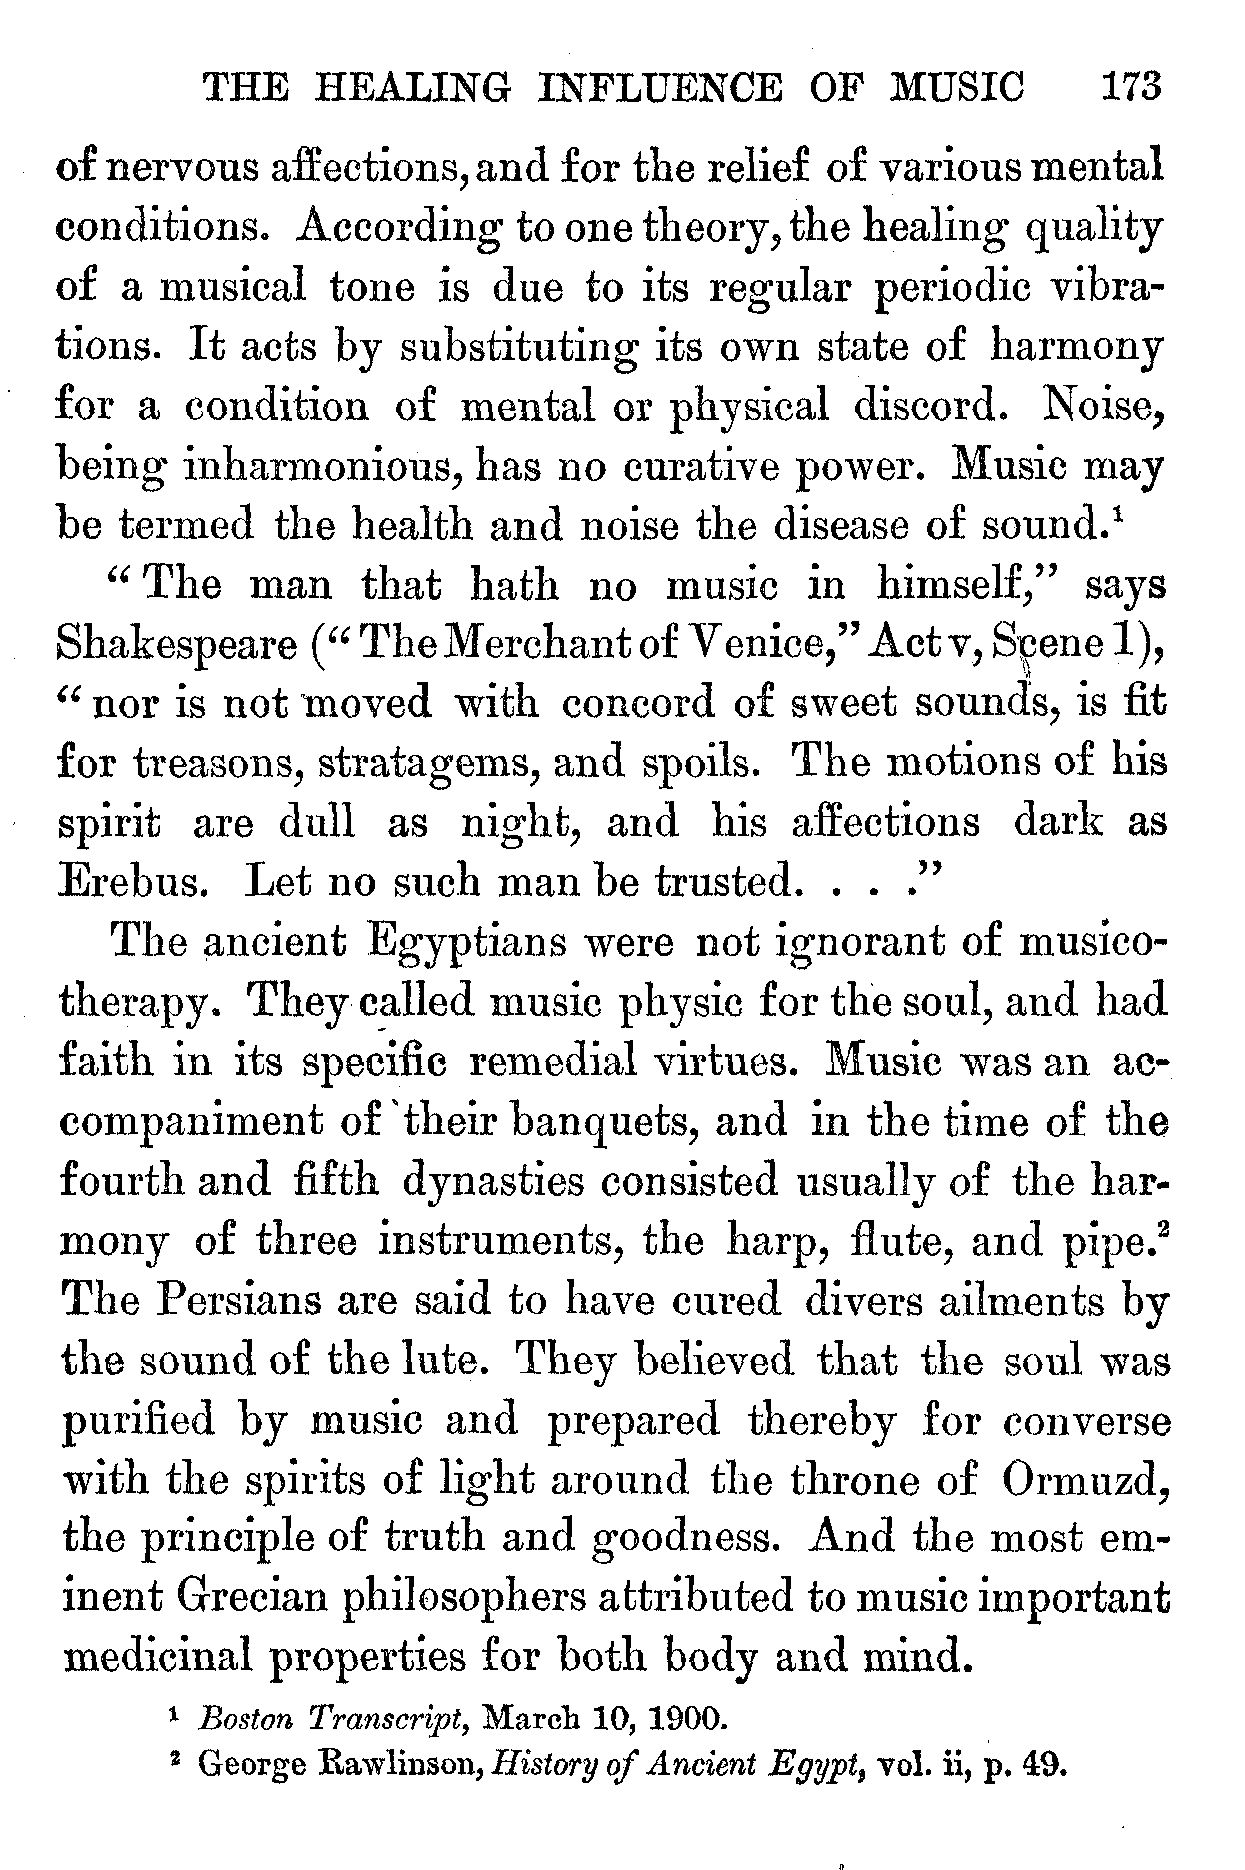 THE HEALING INFLUENCE OF MUSIC 173
of nervous affections, and for the relief of various mental
conditions. According to one theory, the healing quality
of a musical tone is due to its regular periodic vibra-
tions. It acts by substituting its own state of harmony
for a condition of mental or physical discord. Noise,
being inharmonious, has no curative power. Music may
be termed the health and noise the disease of sound.¹
“ The man that hath no music in himself,” says
Shakespeare (“ The Merchant of Venice,” Act v, Scene 1),
“ nor is not moved with concord of sweet sounds, is fit
for treasons, stratagems, and spoils. The motions of his
spirit are dull as night, and his affections dark as
Erebus. Let no such man be trusted. . . .”
The ancient Egyptians were not ignorant of musico-
therapy. They called music physic for the soul, and had
faith in its specific remedial virtues. Music was an ac-
companiment of their banquets, and in the time of the
fourth and fifth dynasties consisted usually of the har-
mony of three instruments, the harp, flute, and pipe.²
The Persians are said to have cured divers ailments by
the sound of the lute. They believed that the soul was
purified by music and prepared thereby for converse
with the spirits of light around the throne of Ormuzd,
the principle of truth and goodness. And the most em-
inent Grecian philosophers attributed to music important
medicinal properties for both body and mind.
¹ Boston Transcript, March 10, 1900.
² George Rawlinson, History of Ancient Egypt, vol. ii, p. 49.